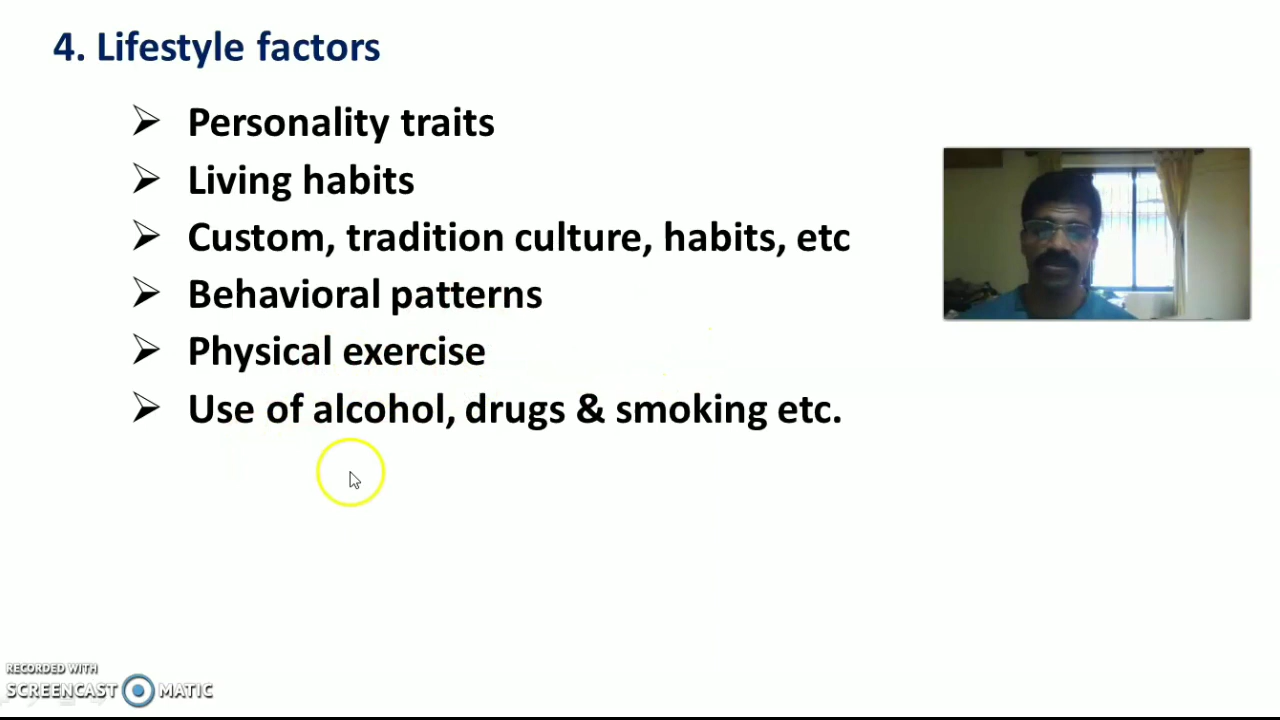 4. Lifestyle factors
Personality traits
Living habits
Custom, tradition culture, habits, etc
Behavioral patterns
Physical exercise
Use of alcohol, drugs & smoking etc.
RECORDED WITH
SCREENCAST MATIC